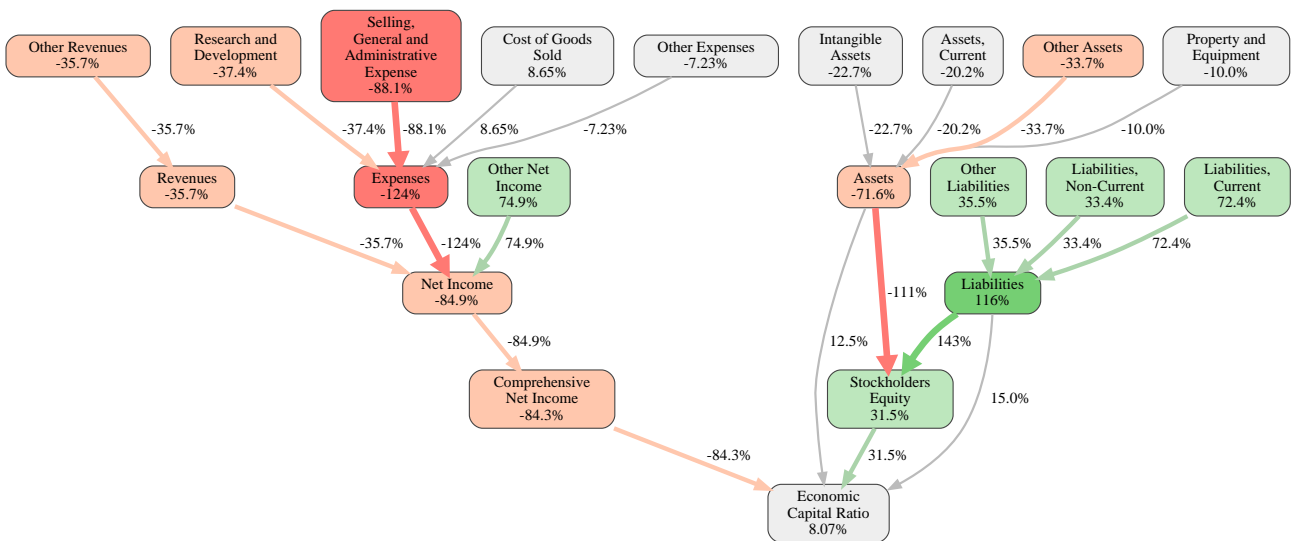 Other Revenues
-35.7%
Research and
Development
-37.4%
Selling,
General and
Administrative
Expense
-88.1%
Cost of Goods
Sold
8.65%
Other Expenses
-7.23%
Intangible
Assets
-22.7%
Assets,
Current
-20.2%
Other Assets
-33.7%
Property and
Equipment
-10.0%
-35.7%
-37.4%
-88.1%
8.65%
-7.23%
-22.7%
-20.2%
-33.7%
-10.0%
Revenues
-35.7%
Expenses
-124%
Other Net
Income
74.9%
Assets
-71.6%
Other
Liabilities
35.5%
Liabilities,
Non-Current
33.4%
Liabilities,
Current
72.4%
-35.7%
-124%
74.9%
35.5%
33.4%
72.4%
Net Income
-84.9%
Liabilities
116%
-111%
-84.9%
12.5%
143%
Comprehensive
Net Income
-84.3%
Stockholders
Equity
31.5%
15.0%
-84.3%
31.5%
Economic
Capital Ratio
8.07%